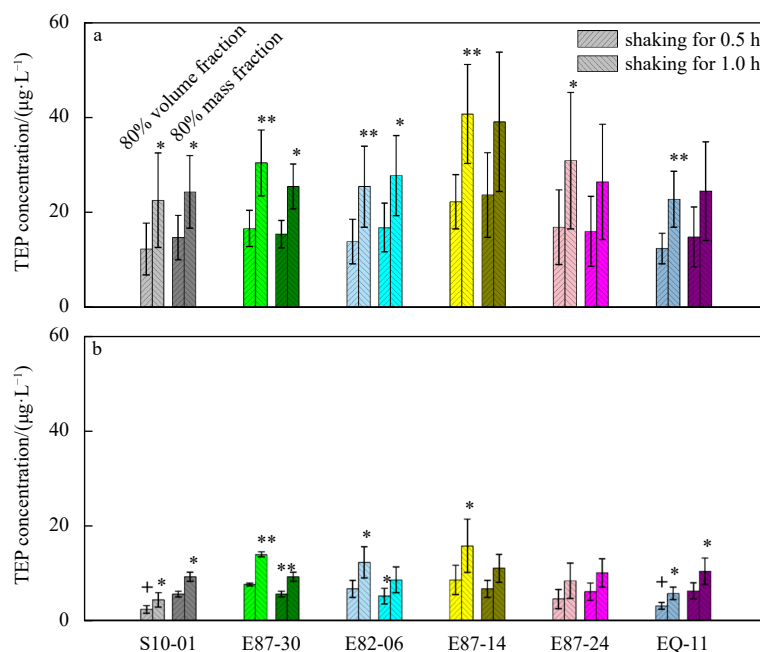 60
a
shaking for 0.5 h
shaking for 1.0 h
80% volume fraction
80% mass fraction
TEP concentration/(μg·L⁻¹)
40
20
0
* * ** * ** * ** * **
60
b
TEP concentration/(μg·L⁻¹)
40
20
0
+ * * ** ** * * * + * *
S10-01 E87-30 E82-06 E87-14 E87-24 EQ-11